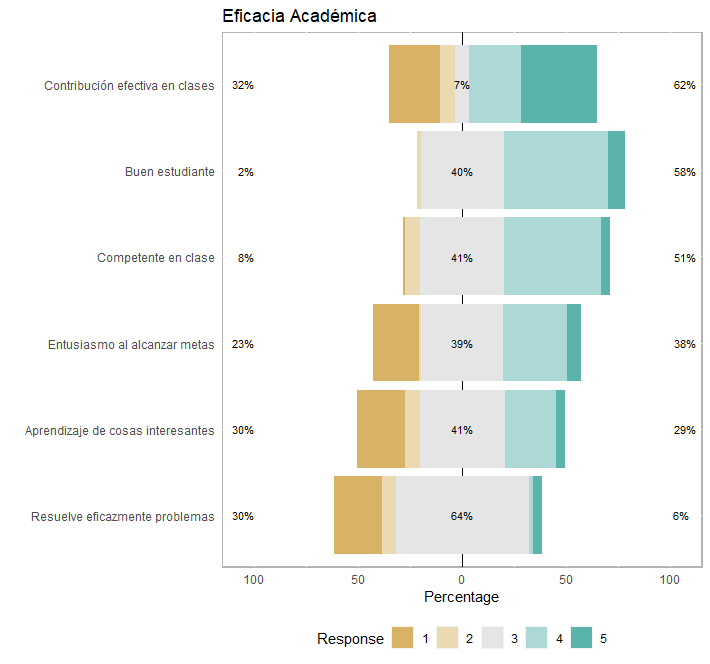 Eficacia Académica
Contribución efectiva en clases 32% 7% 62%
Buen estudiante 2% 40% 58%
Competente en clase 8% 41% 51%
Entusiasmo al alcanzar metas 23% 39% 38%
Aprendizaje de cosas interesantes 30% 41% 29%
Resuelve eficazmente problemas 30% 64% 6%
100 50 0 50 100
Percentage
Response 1 2 3 4 5